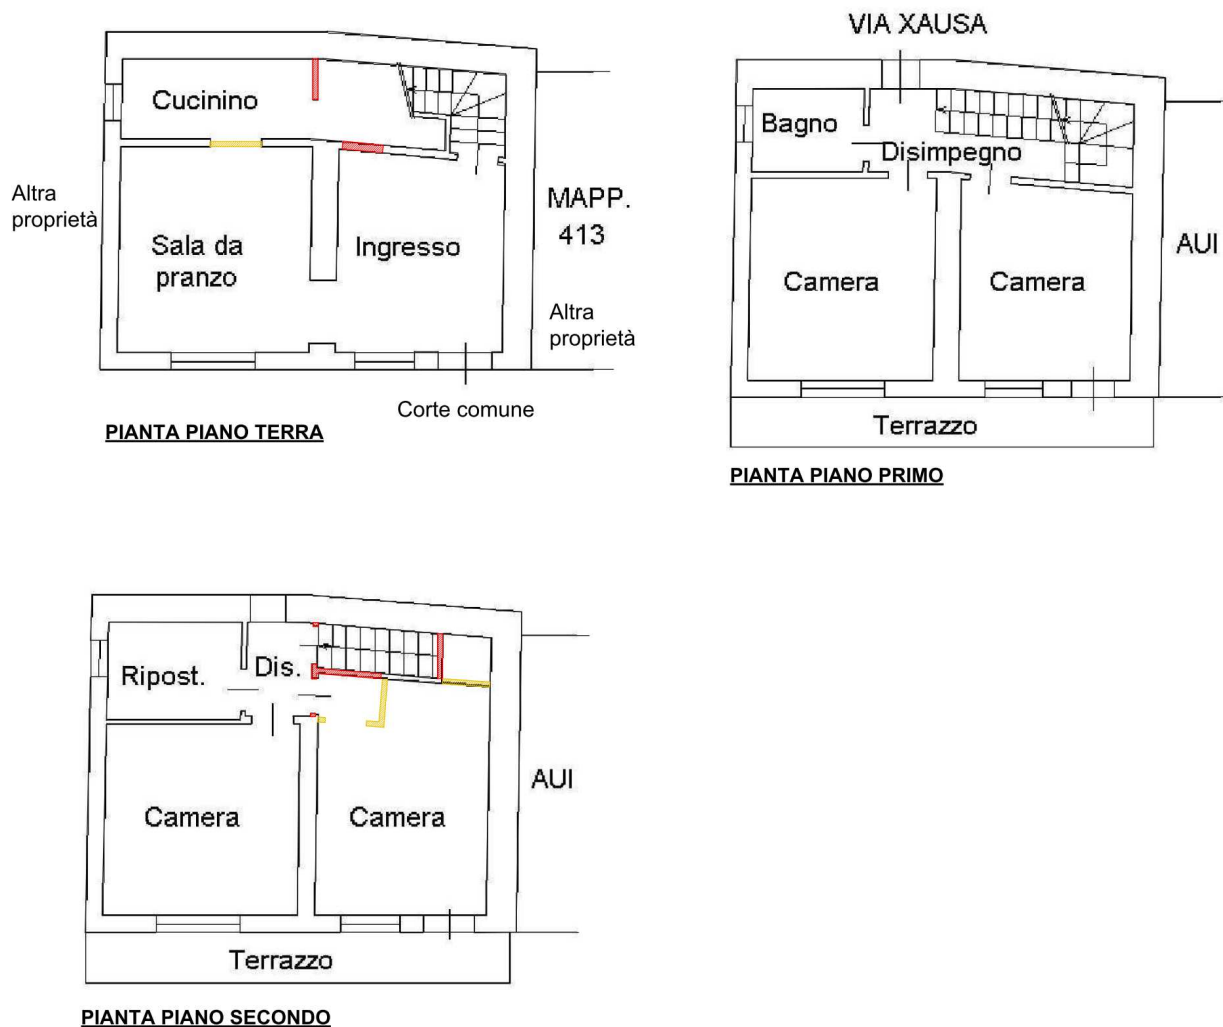 Cucinino
Altra
proprietà
Sala da
pranzo
Ingresso
MAPP.
413
Altra
proprietà
Corte comune
PIANTA PIANO TERRA
VIA XAUSA
Bagno
Disimpegno
Camera
Camera
AUI
Terrazzo
PIANTA PIANO PRIMO
Ripost.
Dis.
Camera
Camera
AUI
Terrazzo
PIANTA PIANO SECONDO